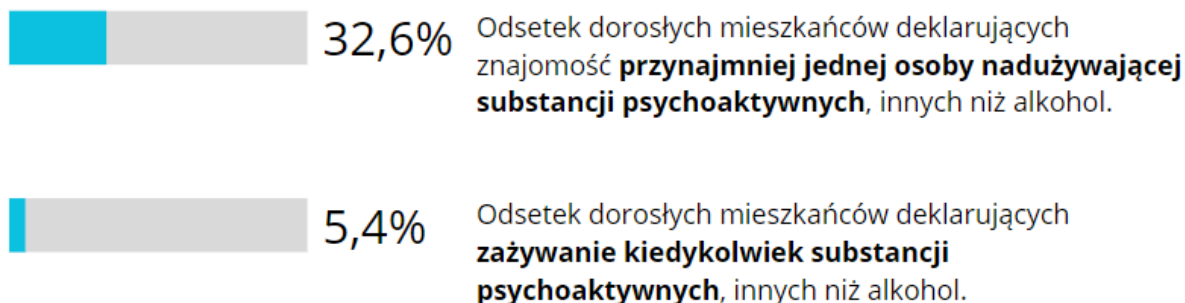 32,6%
Odsetek dorosłych mieszkańców deklarujących
znajomość przynajmniej jednej osoby nadużywającej
substancji psychoaktywnych, innych niż alkohol.
5,4%
Odsetek dorosłych mieszkańców deklarujących
zażywanie kiedykolwiek substancji
psychoaktywnych, innych niż alkohol.